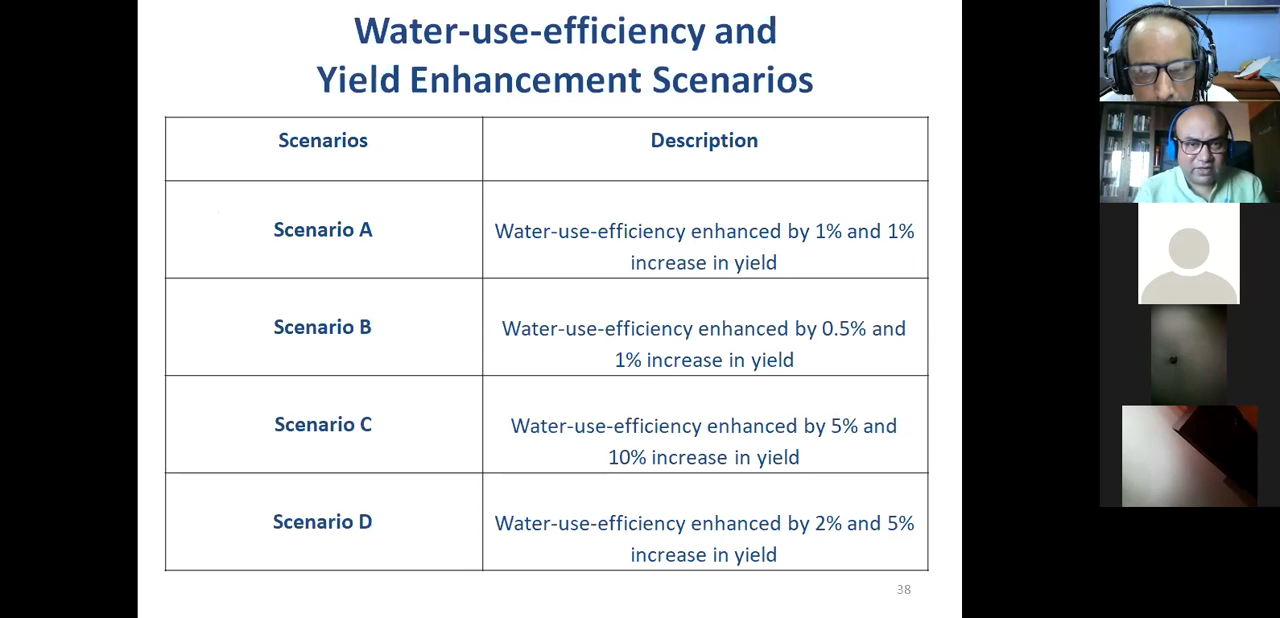 Water-use-efficiency and
Yield Enhancement Scenarios
Scenarios
Description
Scenario A
Water-use-efficiency enhanced by 1% and 1%
increase in yield
Scenario B
Water-use-efficiency enhanced by 0.5% and
1% increase in yield
Scenario C
Water-use-efficiency enhanced by 5% and
10% increase in yield
Scenario D
Water-use-efficiency enhanced by 2% and 5%
increase in yield
38